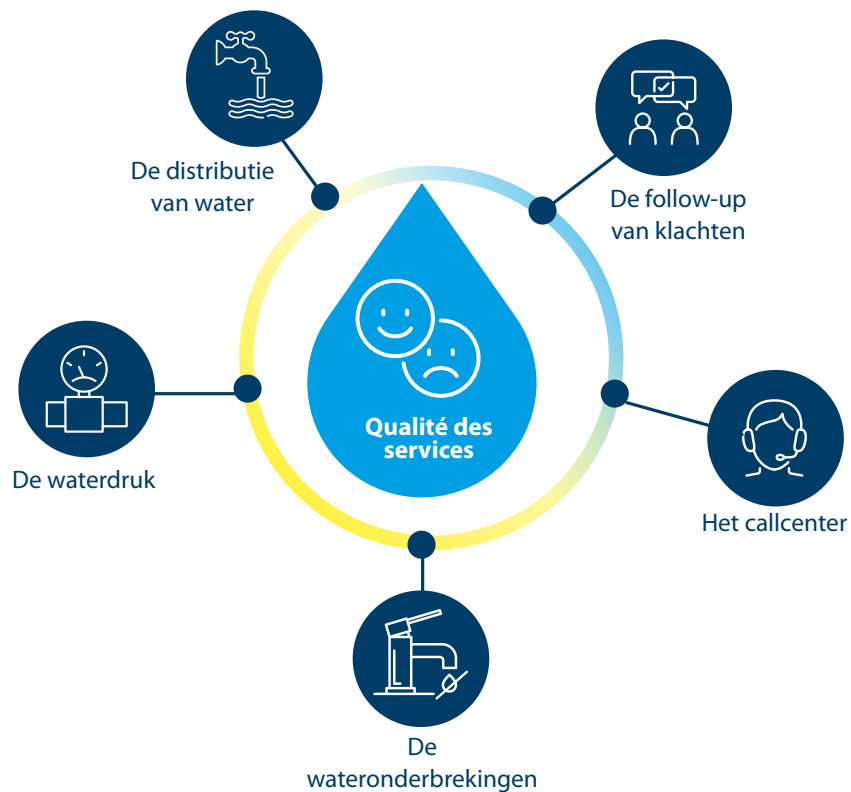 De distributie
van water
De follow-up
van klachten
Qualité des
services
De waterdruk
Het callcenter
De
wateronderbrekingen